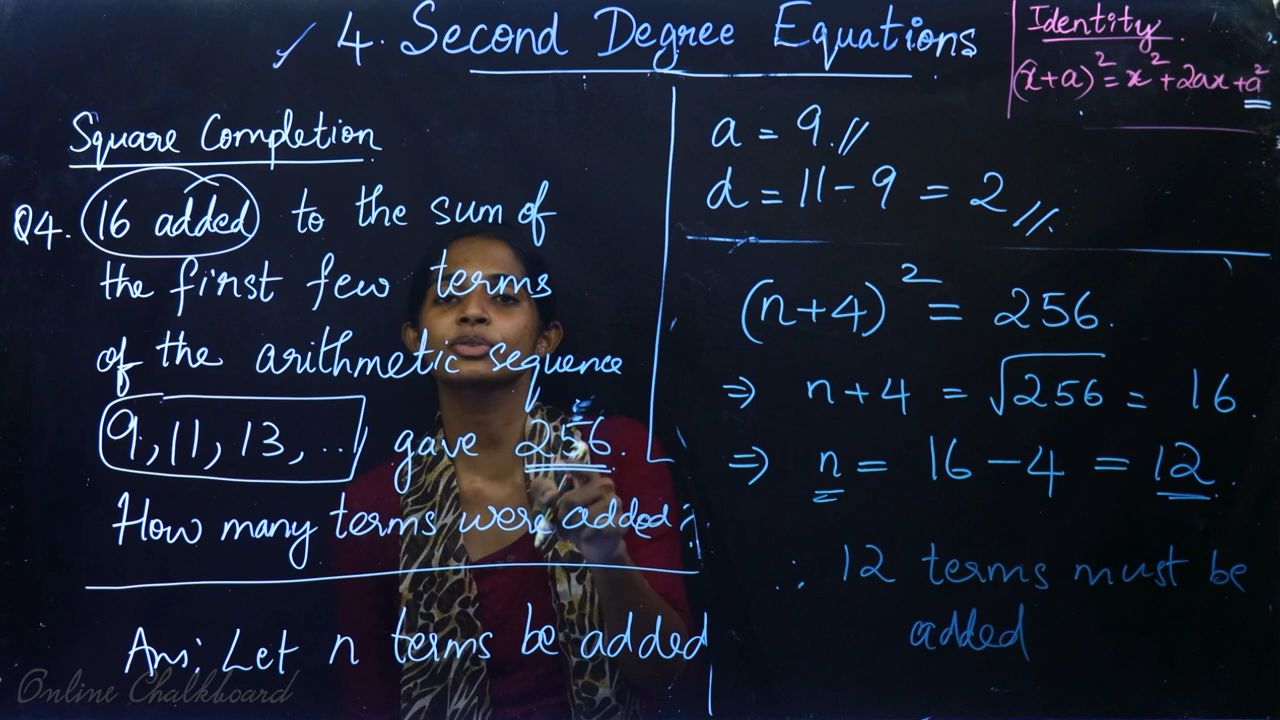 ✓ 4. Second Degree Equations
Identity
(x+a)² = x² + 2ax + a²
Square Completion
Q4. 16 added to the sum of
the first few terms
of the arithmetic sequence
9, 11, 13, ... gave 256.
How many terms were added?
Ans: Let n terms be added
a = 9 //
d = 11 - 9 = 2 //
(n+4)² = 256.
⇒ n + 4 = √256 = 16.
⇒ n = 16 - 4 = 12.
∴ 12 terms must be
added
Online Chalkboard